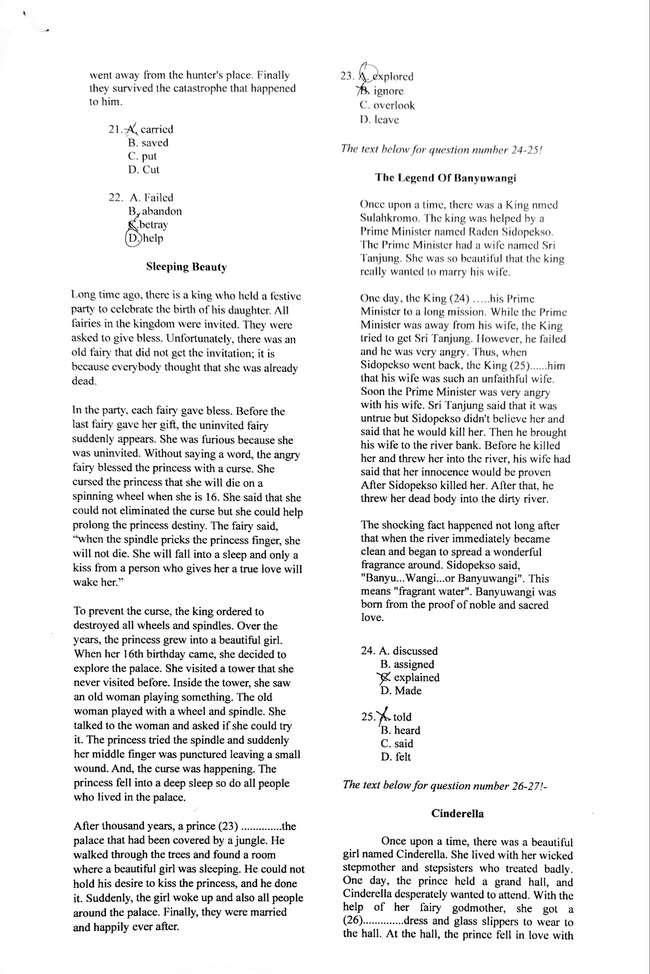 went away from the hunter's place. Finally
they survived the catastrophe that happened
to him.
21. A. carried
B. saved
C. put
D. Cut
22. A. Failed
B. abandon
C. betray
D. help
Sleeping Beauty
Long time ago, there is a king who held a festive
party to celebrate the birth of his daughter. All
fairies in the kingdom were invited. They were
asked to give bless. Unfortunately, there was an
old fairy that did not get the invitation; it is
because everybody thought that she was already
dead.
In the party, each fairy gave bless. Before the
last fairy gave her gift, the uninvited fairy
suddenly appears. She was furious because she
was uninvited. Without saying a word, the angry
fairy blessed the princess with a curse. She
cursed the princess that she will die on a
spinning wheel when she is 16. She said that she
could not eliminated the curse but she could help
prolong the princess destiny. The fairy said,
“when the spindle pricks the princess finger, she
will not die. She will fall into a sleep and only a
kiss from a person who gives her a true love will
wake her.”
To prevent the curse, the king ordered to
destroyed all wheels and spindles. Over the
years, the princess grew into a beautiful girl.
When her 16th birthday came, she decided to
explore the palace. She visited a tower that she
never visited before. Inside the tower, she saw
an old woman playing something. The old
woman played with a wheel and spindle. She
talked to the woman and asked if she could try
it. The princess tried the spindle and suddenly
her middle finger was punctured leaving a small
wound. And, the curse was happening. The
princess fell into a deep sleep so do all people
who lived in the palace.
After thousand years, a prince (23) ..............the
palace that had been covered by a jungle. He
walked through the trees and found a room
where a beautiful girl was sleeping. He could not
hold his desire to kiss the princess, and he done
it. Suddenly, the girl woke up and also all people
around the palace. Finally, they were married
and happily ever after.
23. A. explored
B. ignore
C. overlook
D. leave
The text below for question number 24-25!
The Legend Of Banyuwangi
Once upon a time, there was a King nmed
Sulahkromo. The king was helped by a
Prime Minister named Raden Sidopekso.
The Prime Minister had a wife named Sri
Tanjung. She was so beautiful that the king
really wanted to marry his wife.
One day, the King (24) .....his Prime
Minister to a long mission. While the Prime
Minister was away from his wife, the King
tried to get Sri Tanjung. However, he failed
and he was very angry. Thus, when
Sidopekso went back, the King (25)......him
that his wife was such an unfaithful wife.
Soon the Prime Minister was very angry
with his wife. Sri Tanjung said that it was
untrue but Sidopekso didn't believe her and
said that he would kill her. Then he brought
his wife to the river bank. Before he killed
her and threw her into the river, his wife had
said that her innocence would be proven
After Sidopekso killed her. After that, he
threw her dead body into the dirty river.
The shocking fact happened not long after
that when the river immediately became
clean and began to spread a wonderful
fragrance around. Sidopekso said,
"Banyu...Wangi...or Banyuwangi". This
means "fragrant water". Banyuwangi was
born from the proof of noble and sacred
love.
24. A. discussed
B. assigned
C. explained
D. Made
25. A. told
B. heard
C. said
D. felt
The text below for question number 26-27!-
Cinderella
Once upon a time, there was a beautiful
girl named Cinderella. She lived with her wicked
stepmother and stepsisters who treated badly.
One day, the prince held a grand hall, and
Cinderella desperately wanted to attend. With the
help of her fairy godmother, she got a
(26)..............dress and glass slippers to wear to
the hall. At the hall, the prince fell in love with